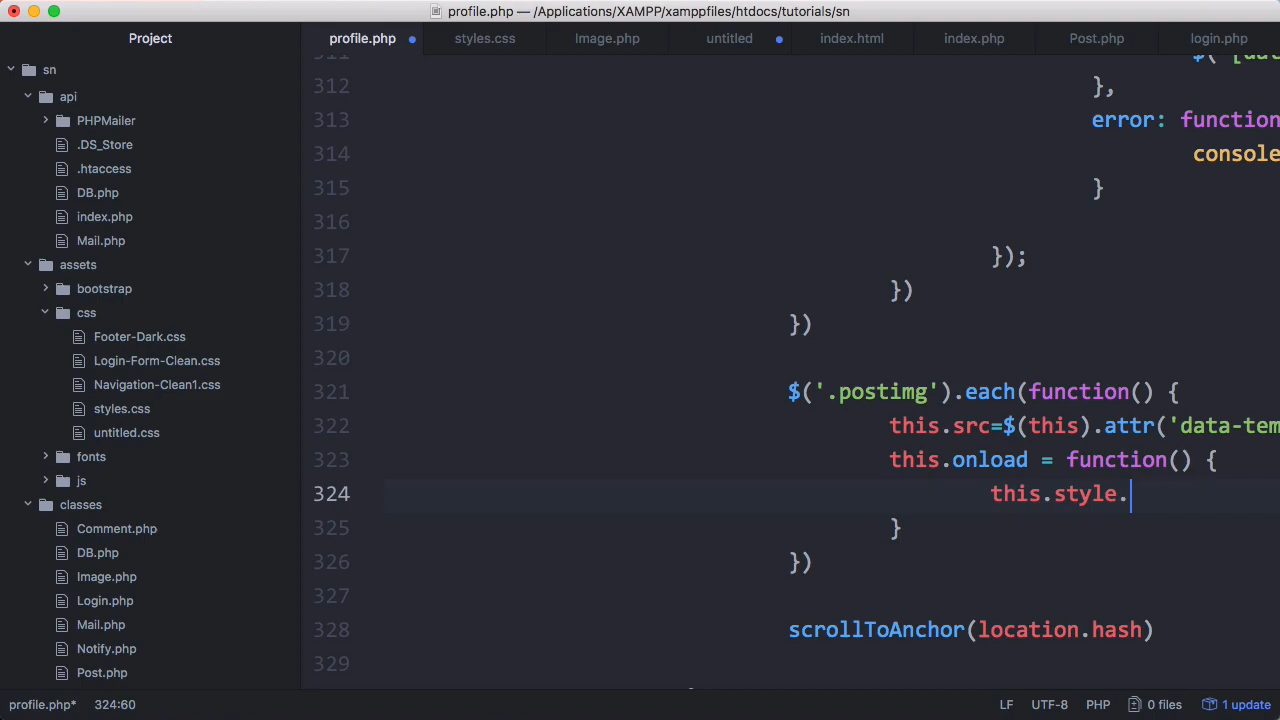 profile.php — /Applications/XAMPP/xamppfiles/htdocs/tutorials/sn
Project
profile.php
styles.css
Image.php
untitled
index.html
index.php
Post.php
login.php
sn
api
PHPMailer
.DS_Store
.htaccess
DB.php
index.php
Mail.php
assets
bootstrap
css
Footer-Dark.css
Login-Form-Clean.css
Navigation-Clean1.css
styles.css
untitled.css
fonts
js
classes
Comment.php
DB.php
Image.php
Login.php
Mail.php
Notify.php
Post.php
312 },
313 error: function
314 console
315 }
316
317 });
318 })
319 })
320
321 $('.postimg').each(function() {
322 this.src=$(this).attr('data-tem
323 this.onload = function() {
324 this.style.
325 }
326 })
327
328 scrollToAnchor(location.hash)
329
profile.php* 324:60
LF UTF-8 PHP 0 files 1 update